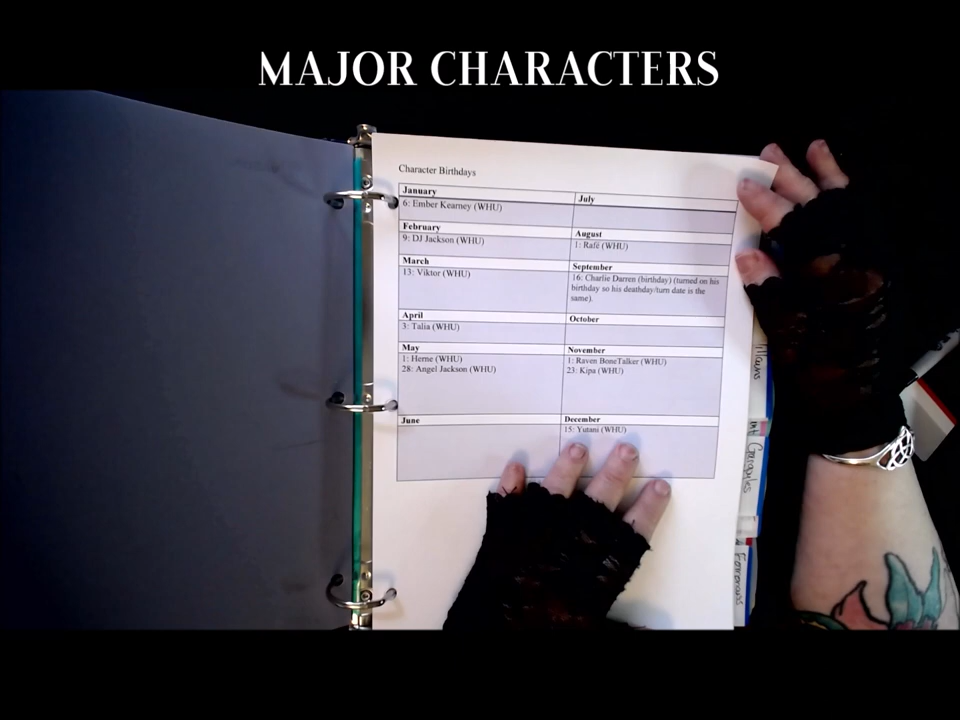 MAJOR CHARACTERS
Character Birthdays
January
6: Ember Kearney (WHU)
February
9: DJ Jackson (WHU)
March
13: Viktor (WHU)
April
3: Talia (WHU)
May
1: Herne (WHU)
28: Angel Jackson (WHU)
June
July
August
1: Rafé (WHU)
September
16: Charlie Darren (birthday) (turned on his
birthday so his deathday/turn date is the
same).
October
November
1: Raven BoneTalker (WHU)
23: Kipa (WHU)
December
15: Yutani (WHU)